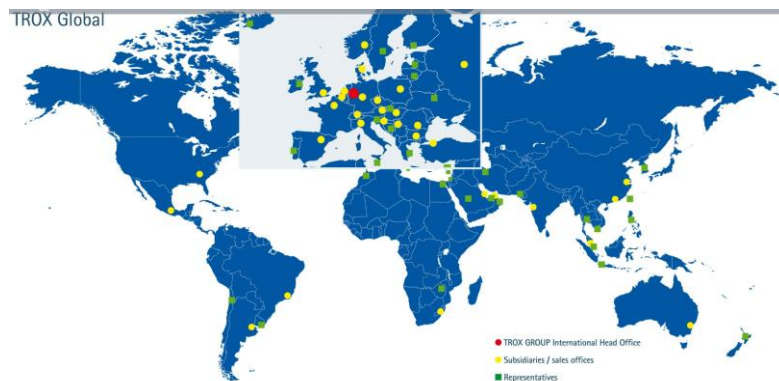 TROX Global
TROX GROUP International Head Office
Subsidiaries / sales offices
Representatives